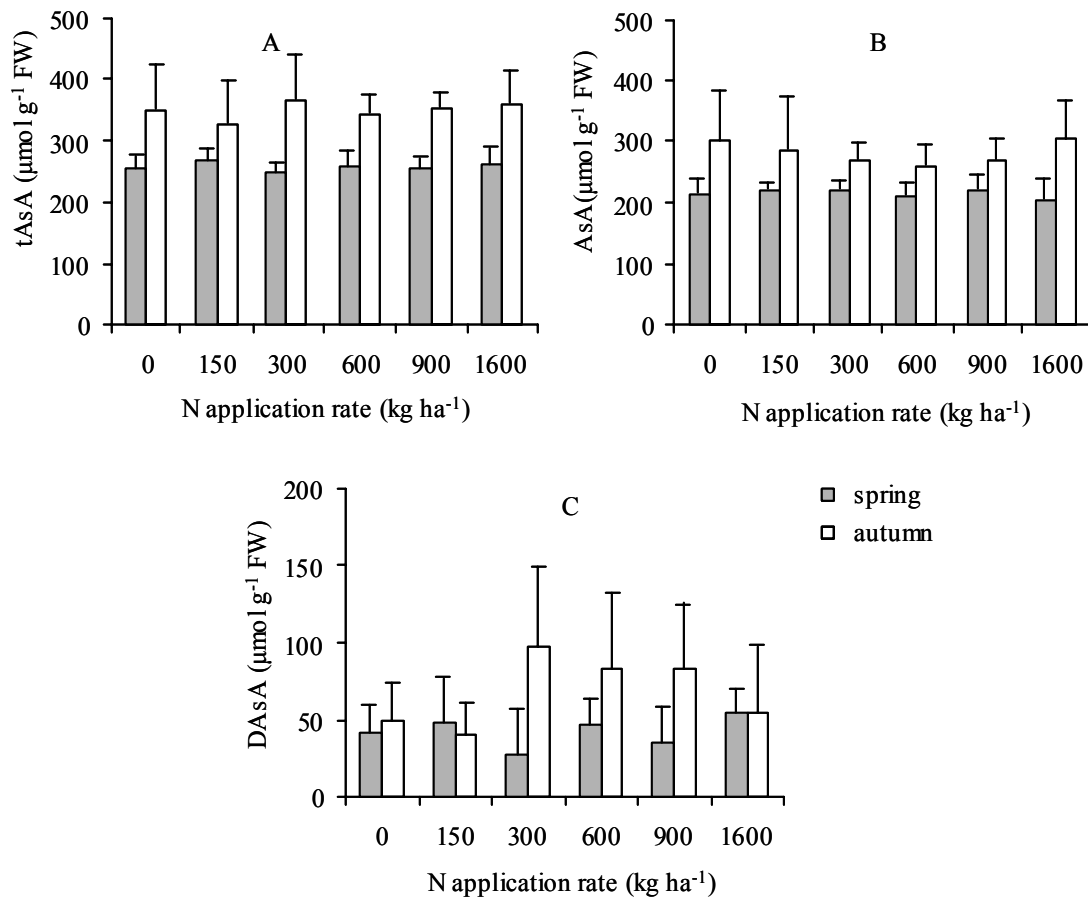 A
tAsA (µmol g⁻¹ FW)
500
400
300
200
100
0
0 150 300 600 900 1600
N application rate (kg ha⁻¹)
B
AsA(µmol g⁻¹ FW)
500
400
300
200
100
0
0 150 300 600 900 1600
N application rate (kg ha⁻¹)
C
DAsA (µmol g⁻¹ FW)
200
150
100
50
0
0 150 300 600 900 1600
N application rate (kg ha⁻¹)
spring
autumn